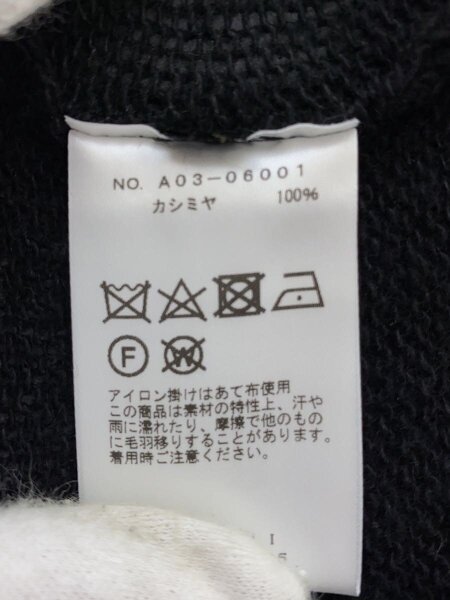 NO. A03-06001
カシミヤ 100%
F W
アイロン掛けはあて布使用
この商品は素材の特性上、汗や
雨に濡れたり、摩擦で他のもの
に毛羽移りすることがあります。
着用時ご注意ください。
I